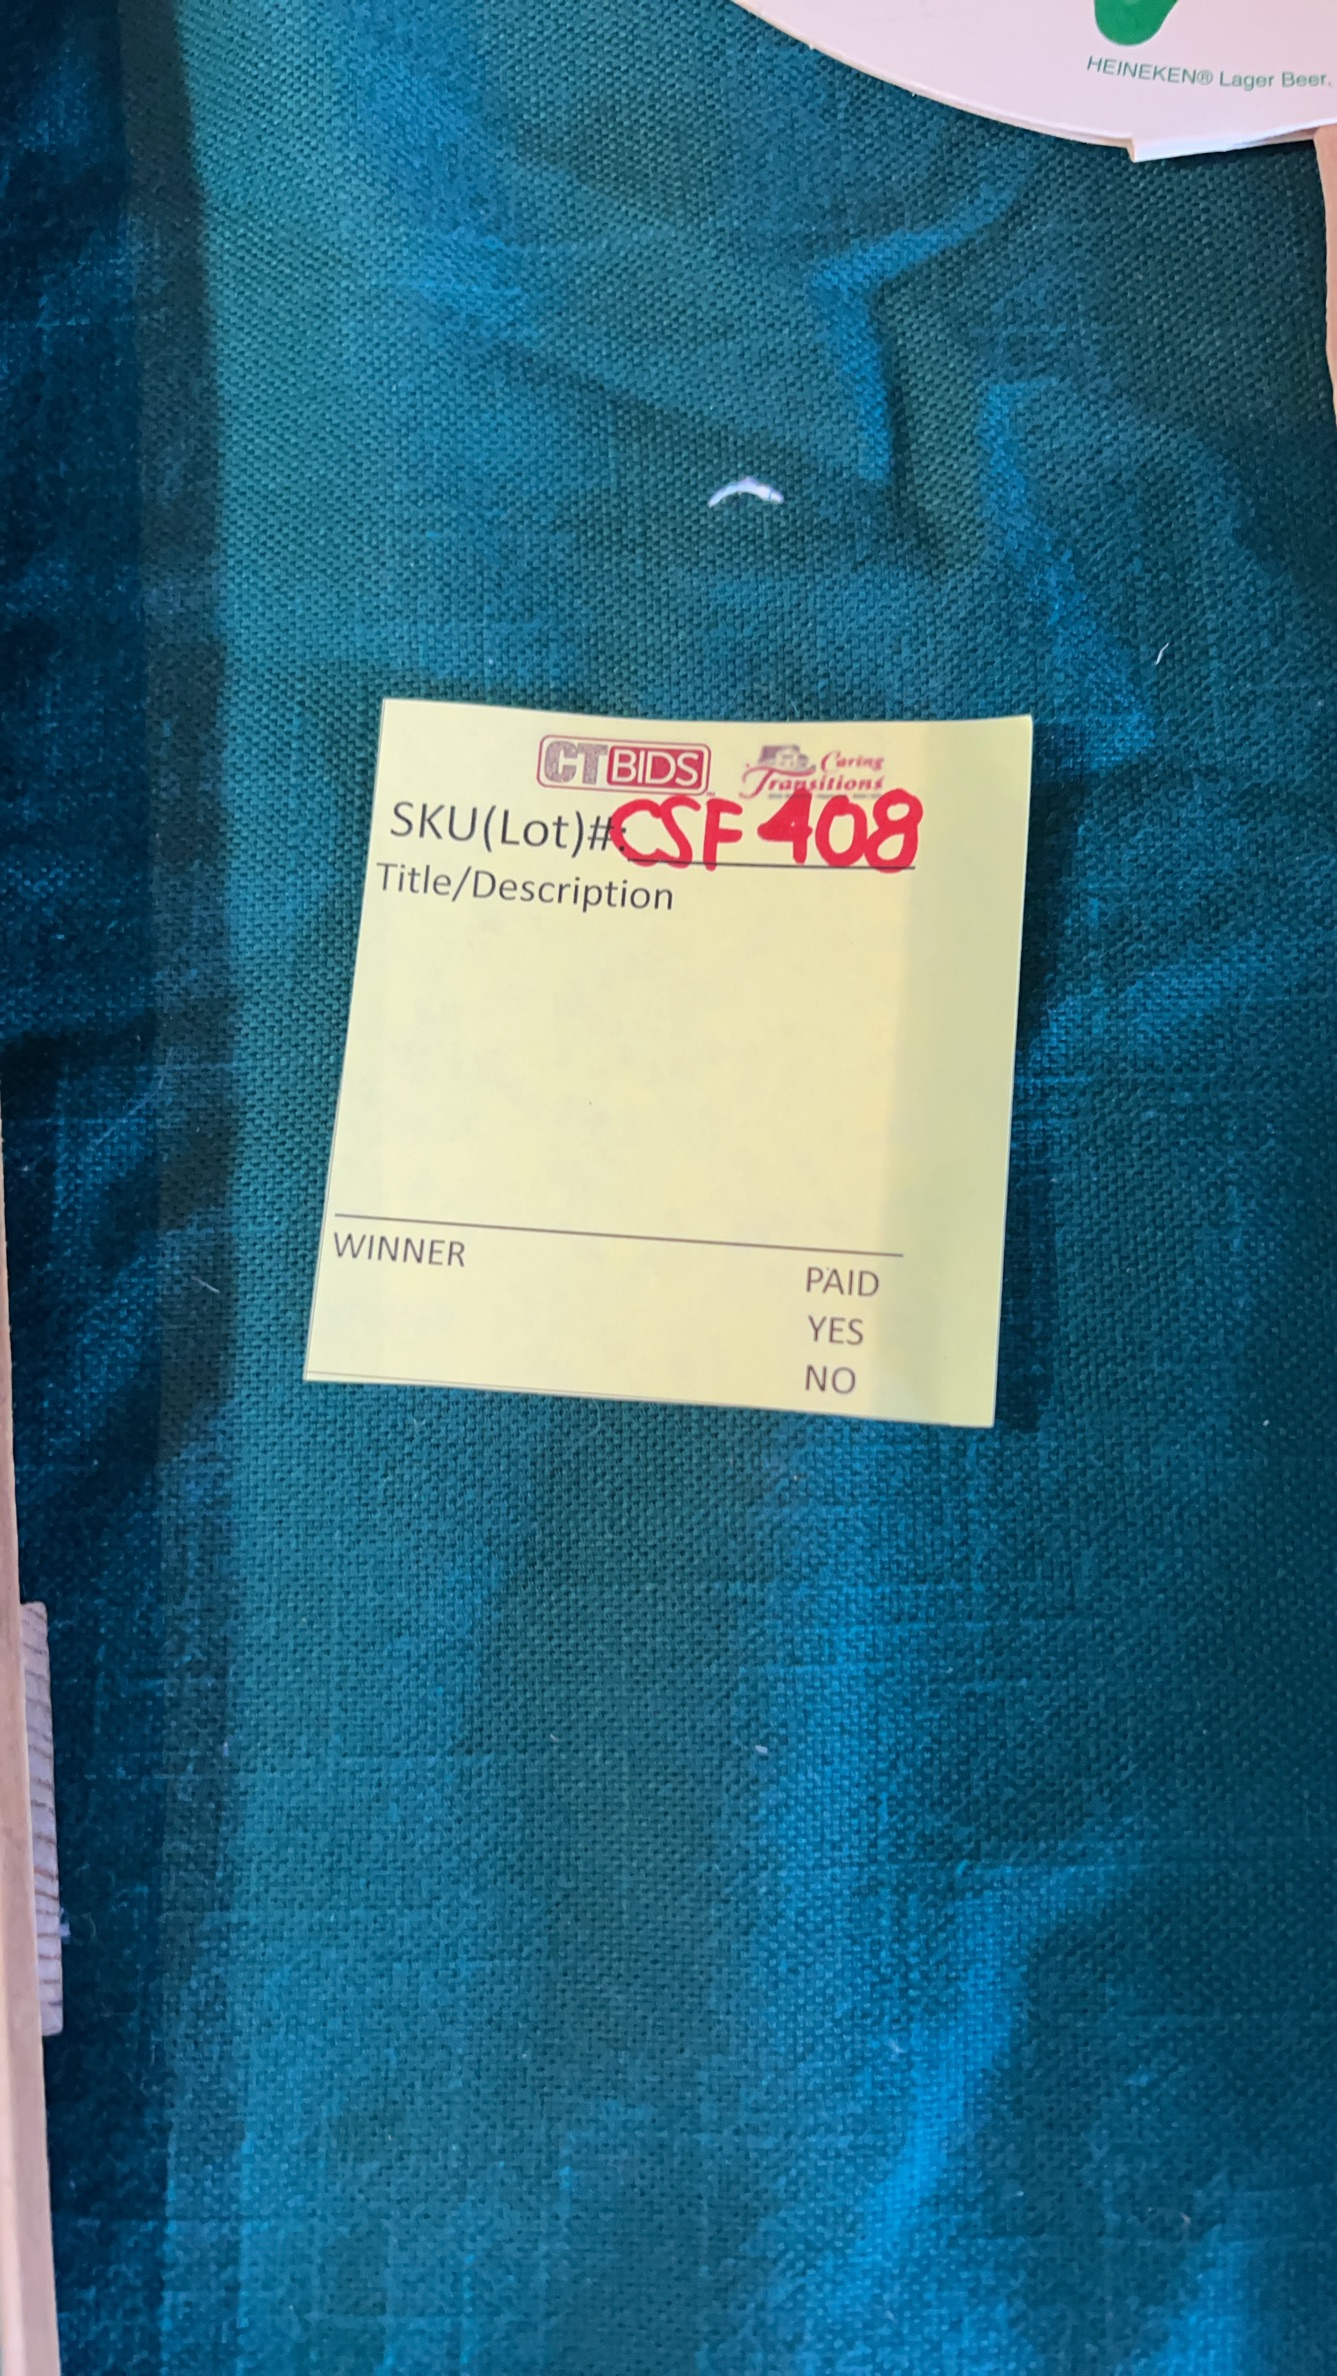 HEINEKEN® Lager Beer.
CTBIDS
Caring
Transitions
SKU(Lot)#: CSF 408
Title/Description
WINNER
PAID
YES
NO